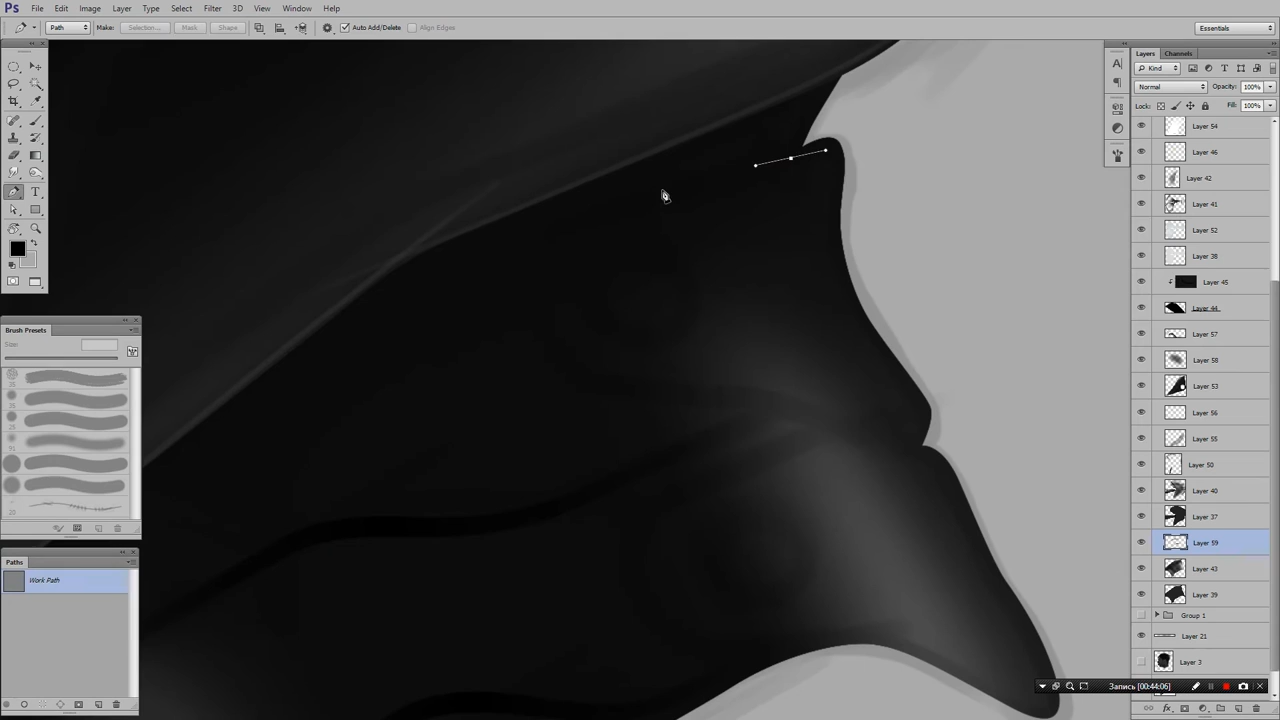 Ps File Edit Image Layer Type Select Filter 3D View Window Help
Path Make: Selection... Mask Shape Auto Add/Delete Align Edges Essentials
Layers Channels
Kind
Normal Opacity: 100%
Lock: Fill: 100%
Layer 54
Layer 46
Layer 42
Layer 41
Layer 52
Layer 38
Layer 45
Layer 44
Layer 57
Layer 58
Layer 53
Layer 56
Layer 55
Layer 50
Layer 40
Layer 37
Layer 59
Layer 43
Layer 39
Group 1
Layer 21
Layer 3
Brush Presets
Size:
35
25
91
20
Paths
Work Path
Запись [00:44:06]